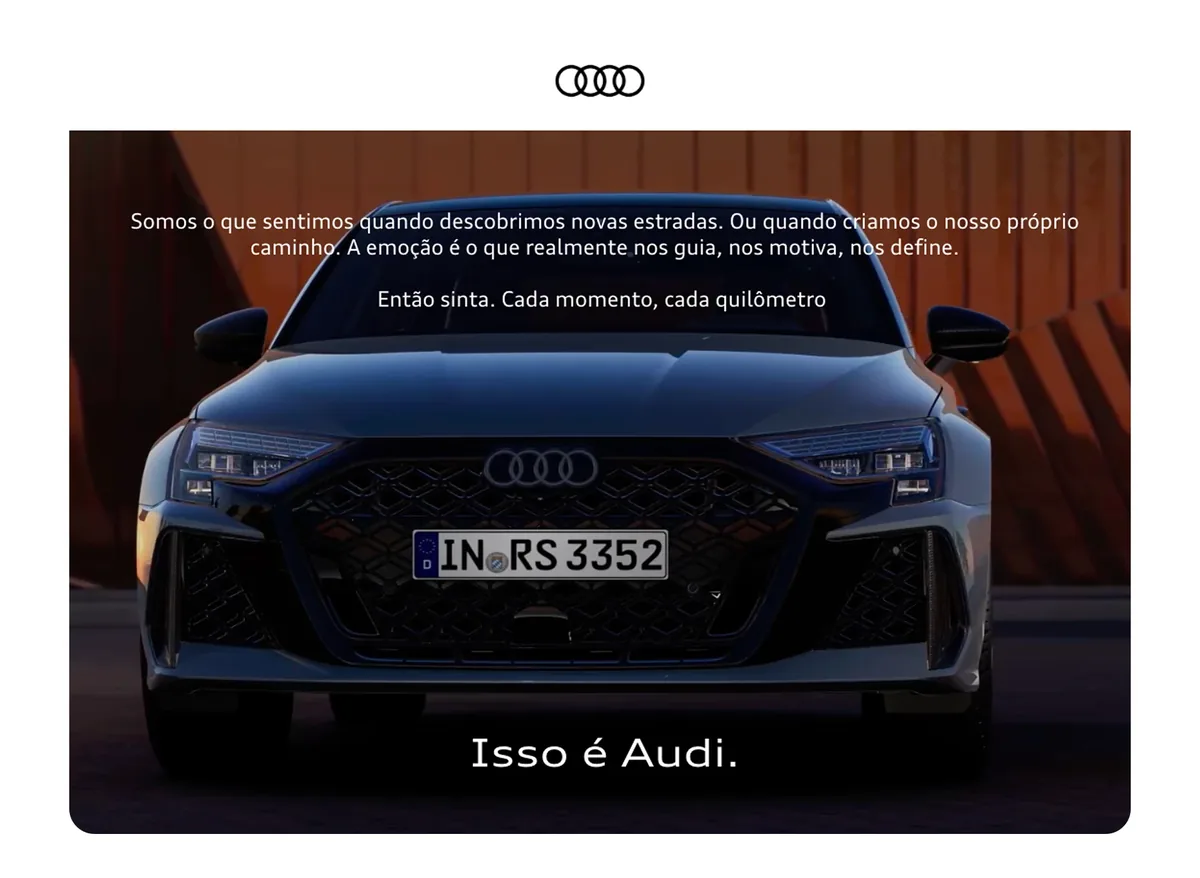 Somos o que sentimos quando descobrimos novas estradas. Ou quando criamos o nosso próprio
caminho. A emoção é o que realmente nos guia, nos motiva, nos define.
Então sinta. Cada momento, cada quilômetro
D IN RS 3352
Isso é Audi.